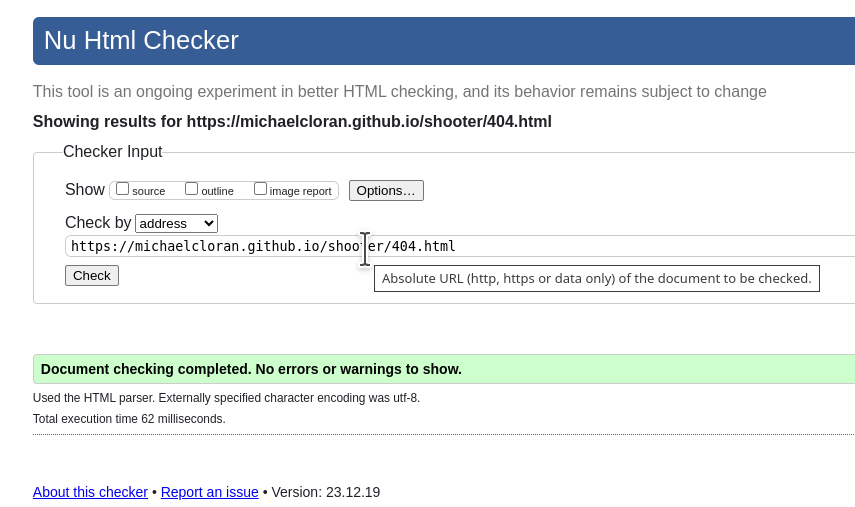 Nu Html Checker
This tool is an ongoing experiment in better HTML checking, and its behavior remains subject to change
Showing results for https://michaelcloran.github.io/shooter/404.html
Checker Input
Show source outline image report Options…
Check by address
https://michaelcloran.github.io/shooter/404.html
Check
Absolute URL (http, https or data only) of the document to be checked.
Document checking completed. No errors or warnings to show.
Used the HTML parser. Externally specified character encoding was utf-8.
Total execution time 62 milliseconds.
About this checker • Report an issue • Version: 23.12.19